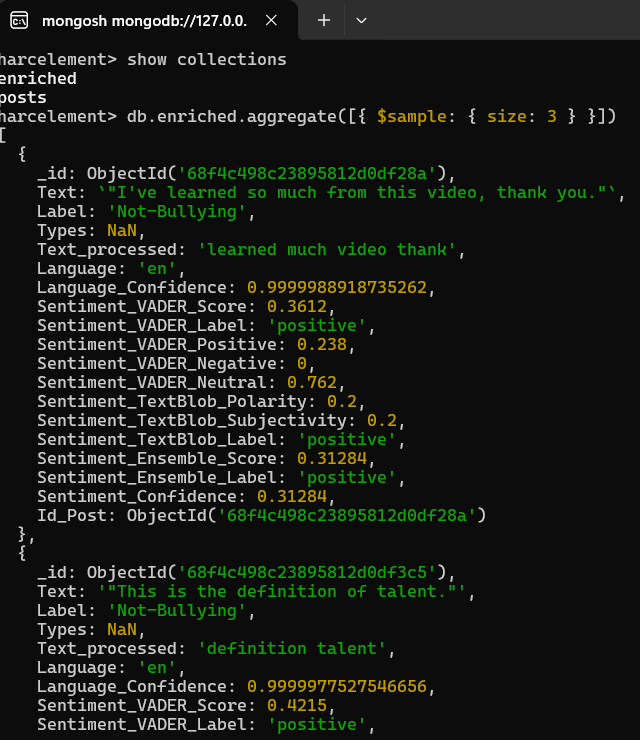 mongosh mongodb://127.0.0.
harcelement> show collections
enriched
posts
harcelement> db.enriched.aggregate([{ $sample: { size: 3 } }])
[
  {
    _id: ObjectId('68f4c498c23895812d0df28a'),
    Text: `"I've learned so much from this video, thank you."`,
    Label: 'Not-Bullying',
    Types: NaN,
    Text_processed: 'learned much video thank',
    Language: 'en',
    Language_Confidence: 0.9999988918735262,
    Sentiment_VADER_Score: 0.3612,
    Sentiment_VADER_Label: 'positive',
    Sentiment_VADER_Positive: 0.238,
    Sentiment_VADER_Negative: 0,
    Sentiment_VADER_Neutral: 0.762,
    Sentiment_TextBlob_Polarity: 0.2,
    Sentiment_TextBlob_Subjectivity: 0.2,
    Sentiment_TextBlob_Label: 'positive',
    Sentiment_Ensemble_Score: 0.31284,
    Sentiment_Ensemble_Label: 'positive',
    Sentiment_Confidence: 0.31284,
    Id_Post: ObjectId('68f4c498c23895812d0df28a')
  },
  {
    _id: ObjectId('68f4c498c23895812d0df3c5'),
    Text: '"This is the definition of talent."',
    Label: 'Not-Bullying',
    Types: NaN,
    Text_processed: 'definition talent',
    Language: 'en',
    Language_Confidence: 0.9999977527546656,
    Sentiment_VADER_Score: 0.4215,
    Sentiment_VADER_Label: 'positive',